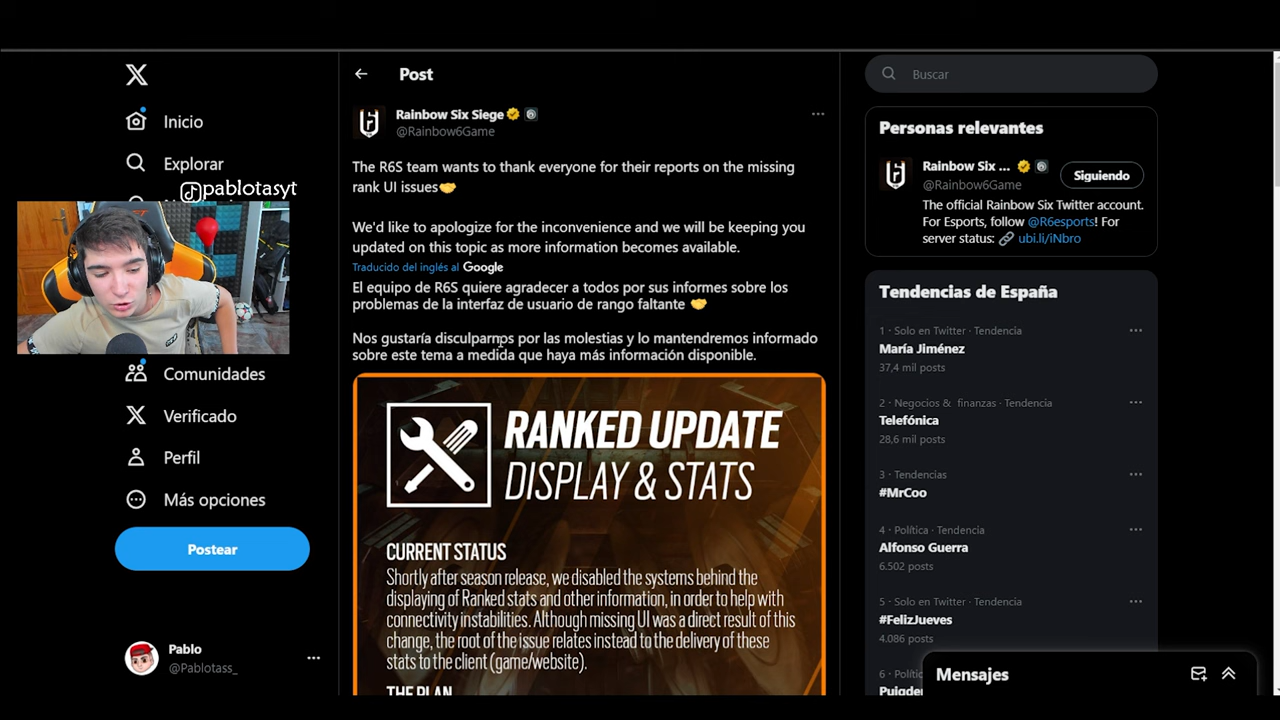 Inicio
Explorar
pablotasyt
Comunidades
Verificado
Perfil
Más opciones
Postear
Pablo
@Pablotass_
Post
Rainbow Six Siege
@Rainbow6Game
The R6S team wants to thank everyone for their reports on the missing
rank UI issues
We'd like to apologize for the inconvenience and we will be keeping you
updated on this topic as more information becomes available.
Traducido del inglés al Google
El equipo de R6S quiere agradecer a todos por sus informes sobre los
problemas de la interfaz de usuario de rango faltante
Nos gustaría disculparnos por las molestias y lo mantendremos informado
sobre este tema a medida que haya más información disponible.
RANKED UPDATE
DISPLAY & STATS
CURRENT STATUS
Shortly after season release, we disabled the systems behind the
displaying of Ranked stats and other information, in order to help with
connectivity instabilities. Although missing UI was a direct result of this
change, the root of the issue relates instead to the delivery of these
stats to the client (game/website).
THE PLAN
Buscar
Personas relevantes
Rainbow Six ...
@Rainbow6Game
Siguiendo
The official Rainbow Six Twitter account.
For Esports, follow @R6esports! For
server status: ubi.li/iNbro
Tendencias de España
1 · Solo en Twitter · Tendencia
María Jiménez
37,4 mil posts
2 · Negocios & finanzas · Tendencia
Telefónica
28,6 mil posts
3 · Tendencias
#MrCoo
4 · Política · Tendencia
Alfonso Guerra
6.502 posts
5 · Solo en Twitter · Tendencia
#FelizJueves
4.086 posts
6 · Polític
Puigder
Mensajes